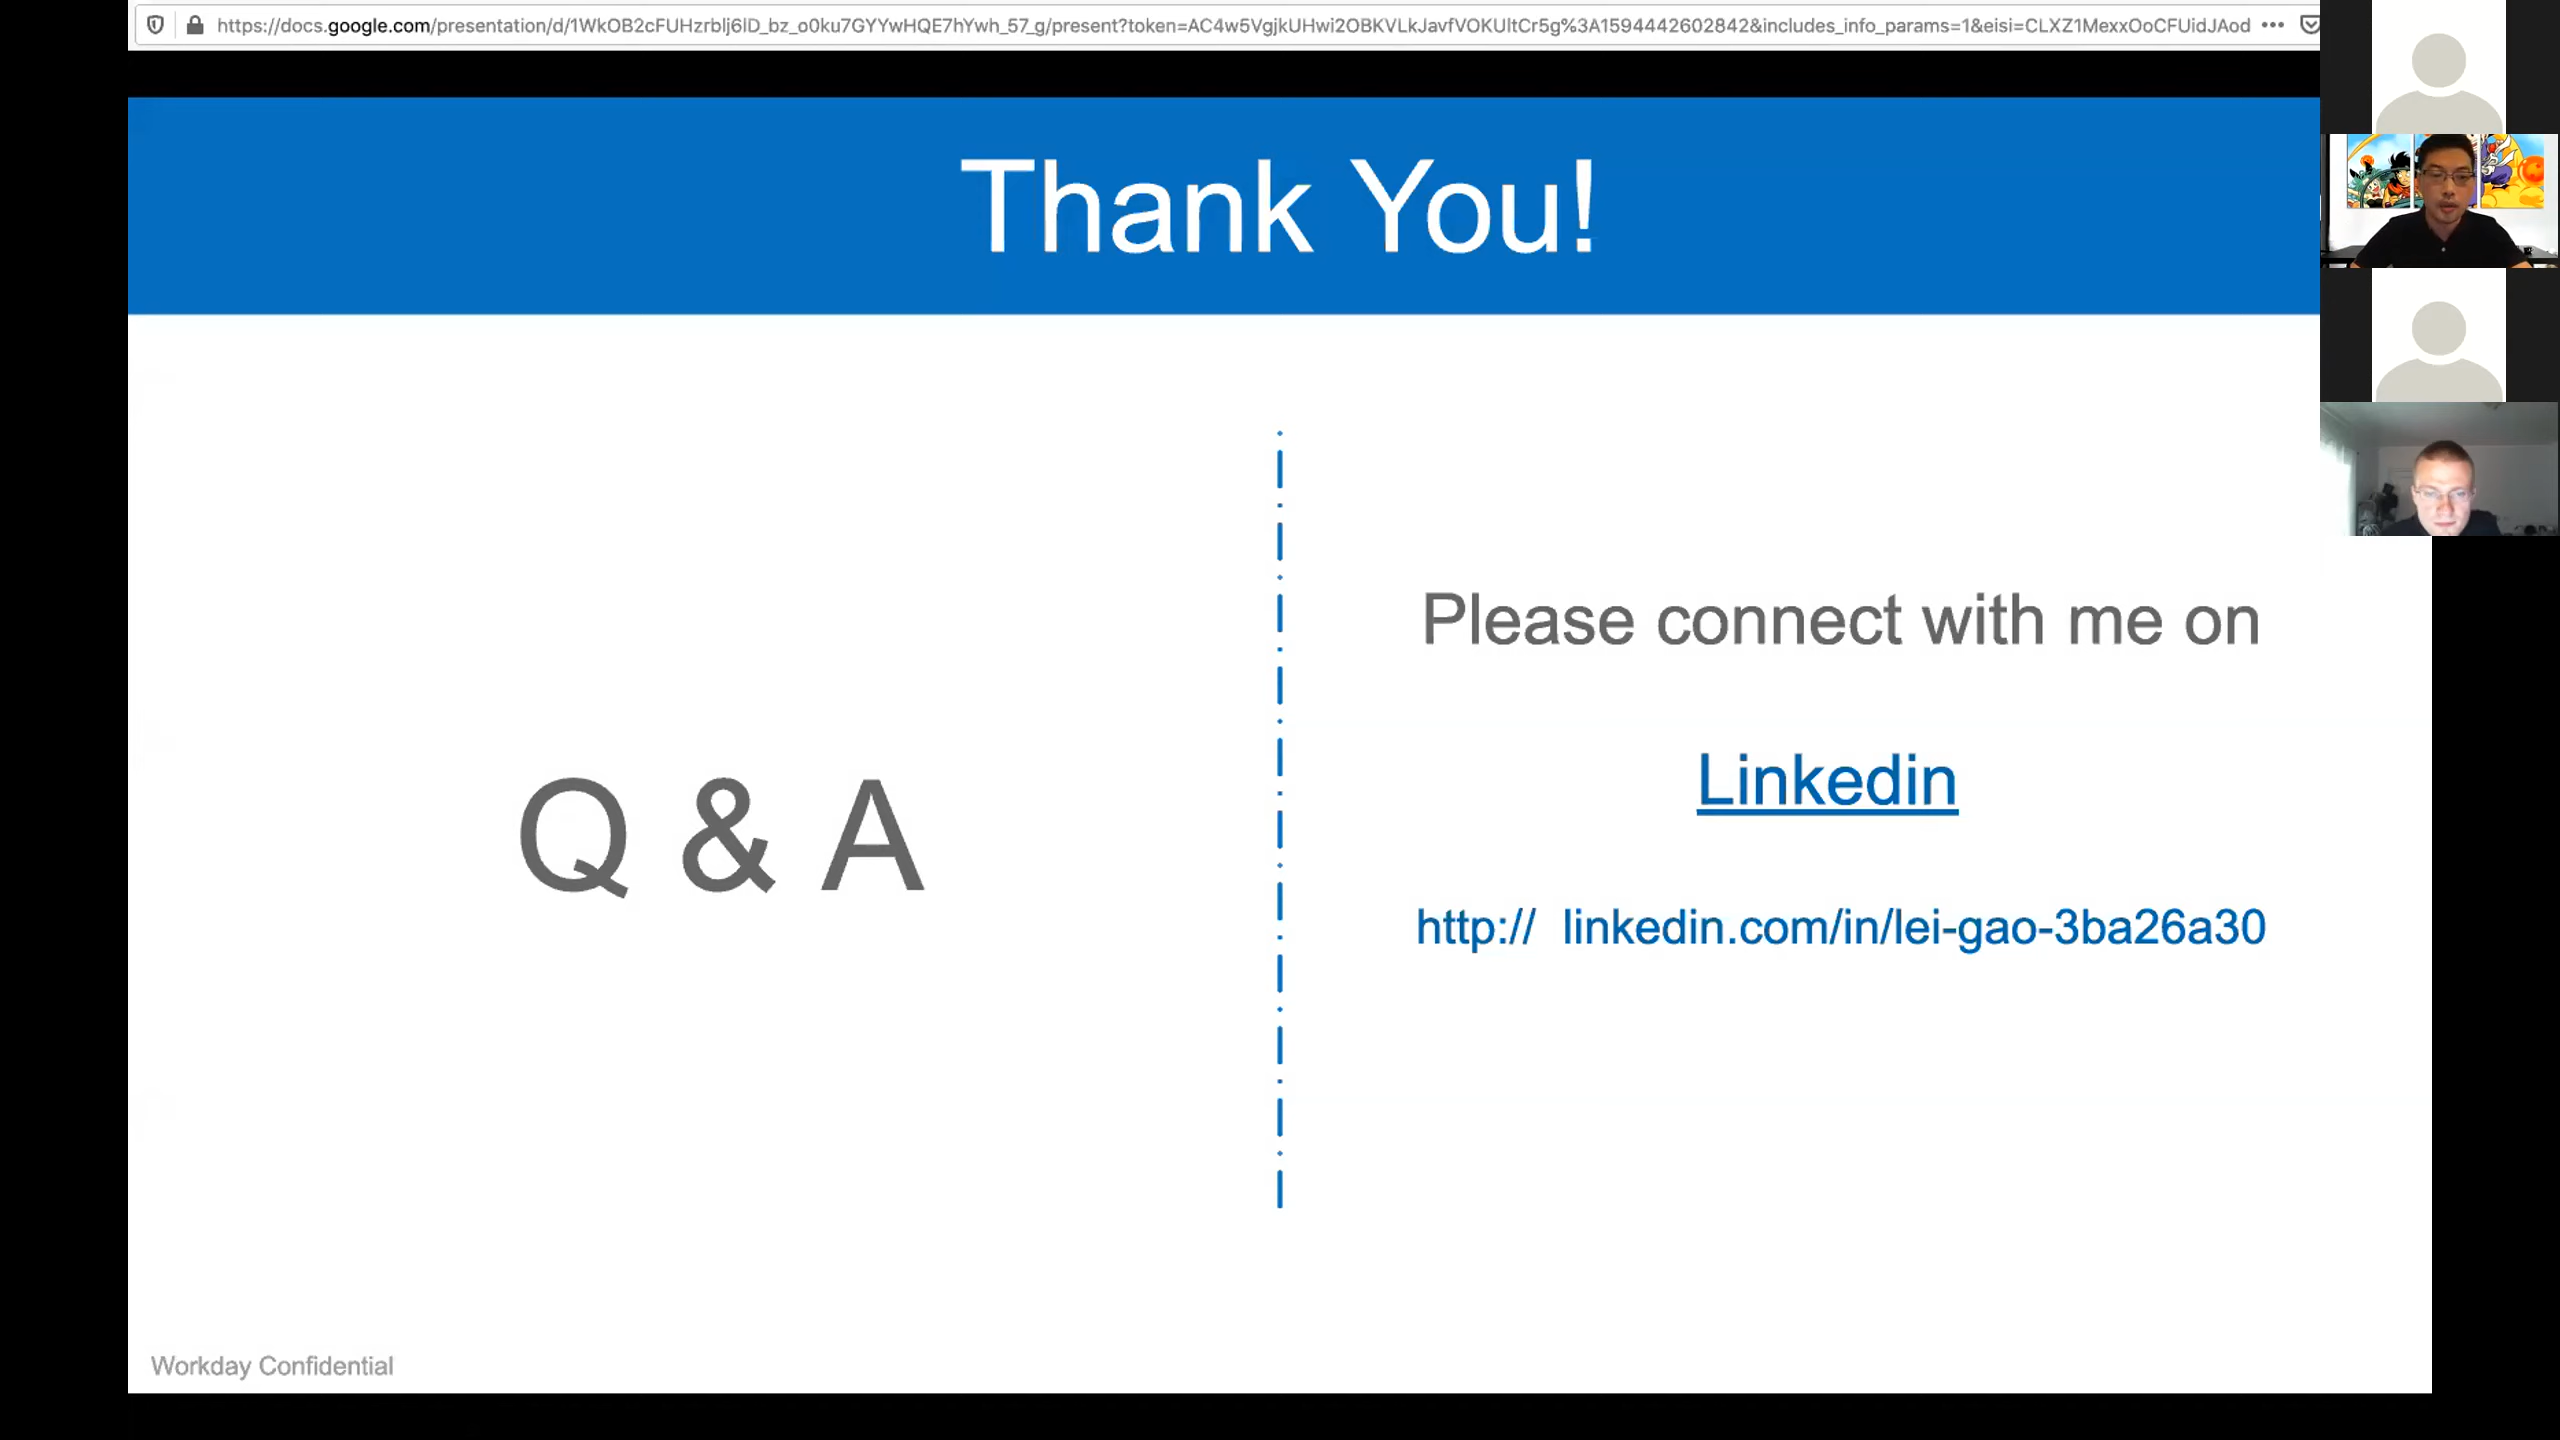 https://docs.google.com/presentation/d/1WkOB2cFUHzrblj6lD_bz_o0ku7GYYwHQE7hYwh_57_g/present?token=AC4w5VgjkUHwi2OBKVLkJavfVOKUltCr5g%3A1594442602842&includes_info_params=1&eisi=CLXZ1MexxOoCFUidJAod
Thank You!
Q & A
Please connect with me on
Linkedin
http://  linkedin.com/in/lei-gao-3ba26a30
Workday Confidential